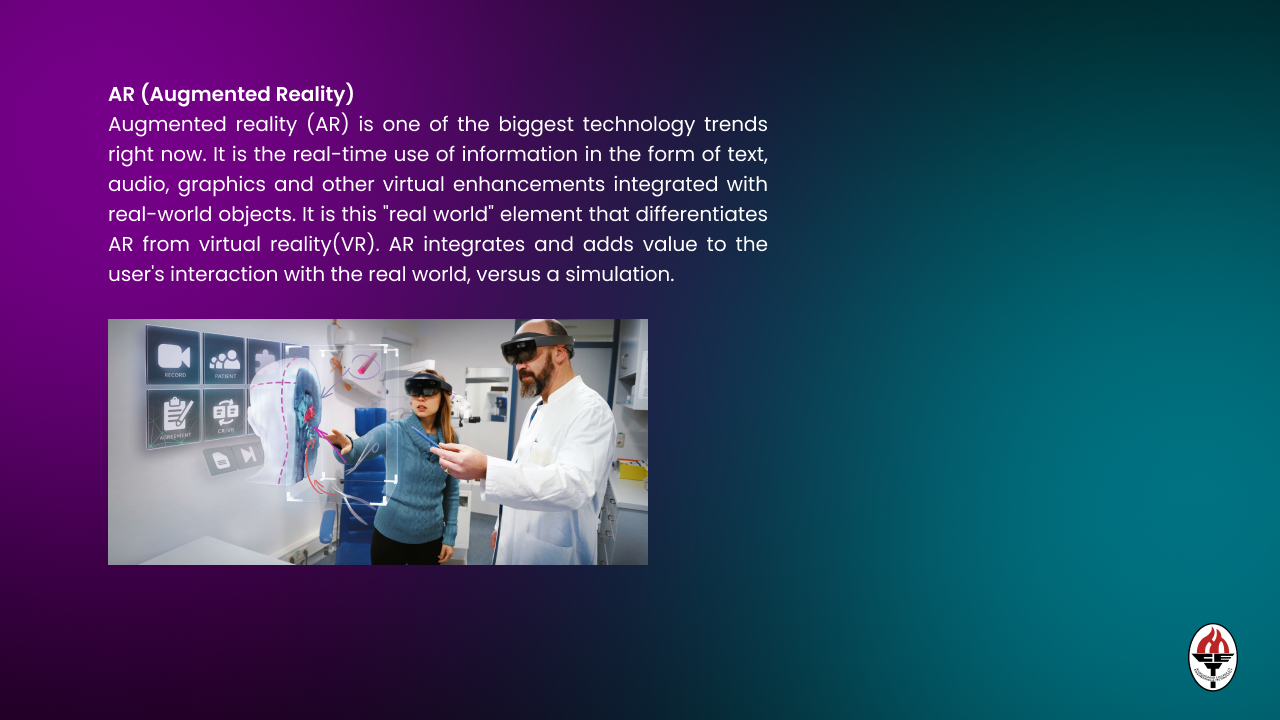 AR (Augmented Reality)
Augmented reality (AR) is one of the biggest technology trends
right now. It is the real-time use of information in the form of text,
audio, graphics and other virtual enhancements integrated with
real-world objects. It is this "real world" element that differentiates
AR from virtual reality(VR). AR integrates and adds value to the
user's interaction with the real world, versus a simulation.
RECORD
PATIENT
AGREEMENT